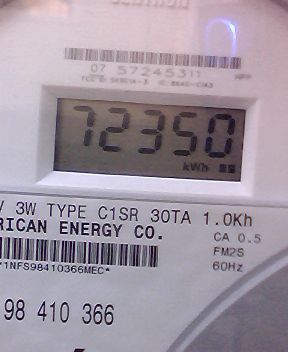 CENTRON
07 57245311
72350
kWh
3W TYPE C1SR 30TA 1.0Kh
RICAN ENERGY CO.
CA 0.5
FM2S
60Hz
*1NFS98410366MEC*
98 410 366